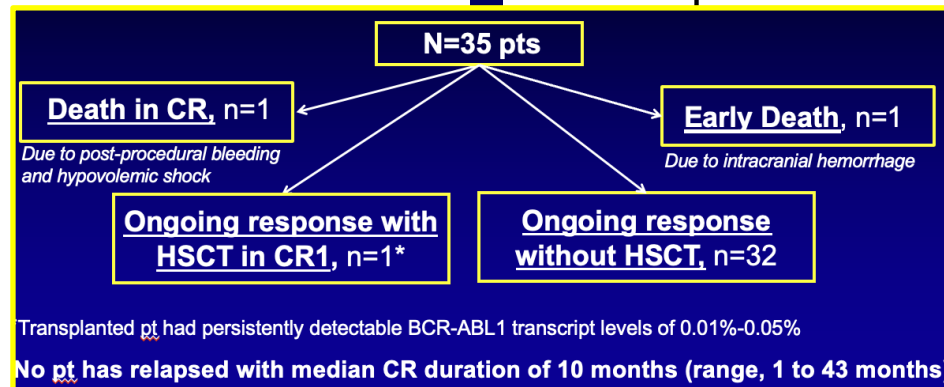 N=35 pts
Death in CR, n=1
Due to post-procedural bleeding
and hypovolemic shock
Early Death, n=1
Due to intracranial hemorrhage
Ongoing response with
HSCT in CR1, n=1*
Ongoing response
without HSCT, n=32
*Transplanted pt had persistently detectable BCR-ABL1 transcript levels of 0.01%-0.05%
No pt has relapsed with median CR duration of 10 months (range, 1 to 43 months)